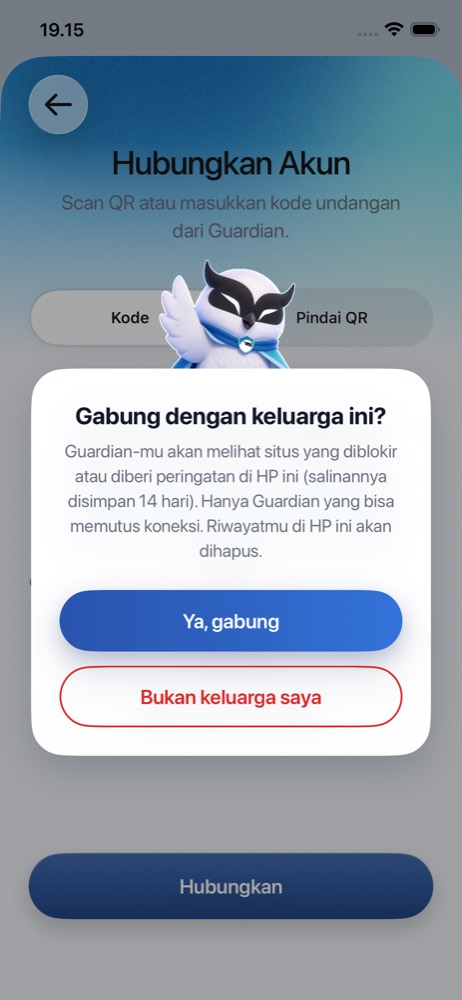 19.15
Hubungkan Akun
Scan QR atau masukkan kode undangan
dari Guardian.
Kode
Pindai QR
Gabung dengan keluarga ini?
Guardian-mu akan melihat situs yang diblokir
atau diberi peringatan di HP ini (salinannya
disimpan 14 hari). Hanya Guardian yang bisa
memutus koneksi. Riwayatmu di HP ini akan
dihapus.
Ya, gabung
Bukan keluarga saya
Hubungkan